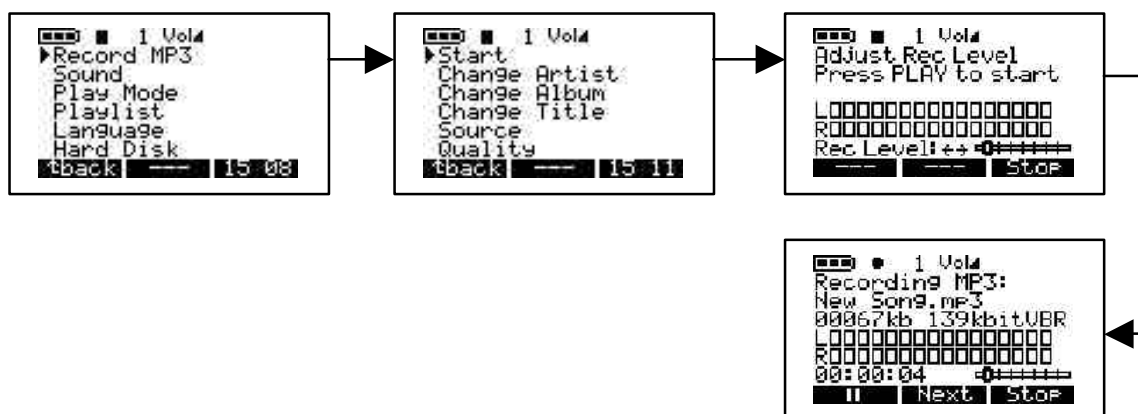 1 Vol
Record MP3
Sound
Play Mode
Playlist
Language
Hard Disk
back --- 15 08
1 Vol
Start
Change Artist
Change Album
Change Title
Source
Quality
back --- 15 11
1 Vol
Adjust Rec Level
Press PLAY to start
L
R
Rec Level: ↔
--- --- Stop
1 Vol
Recording MP3:
New Song.mp3
00067kb 139kbitVBR
L
R
00:00:04
Next Stop